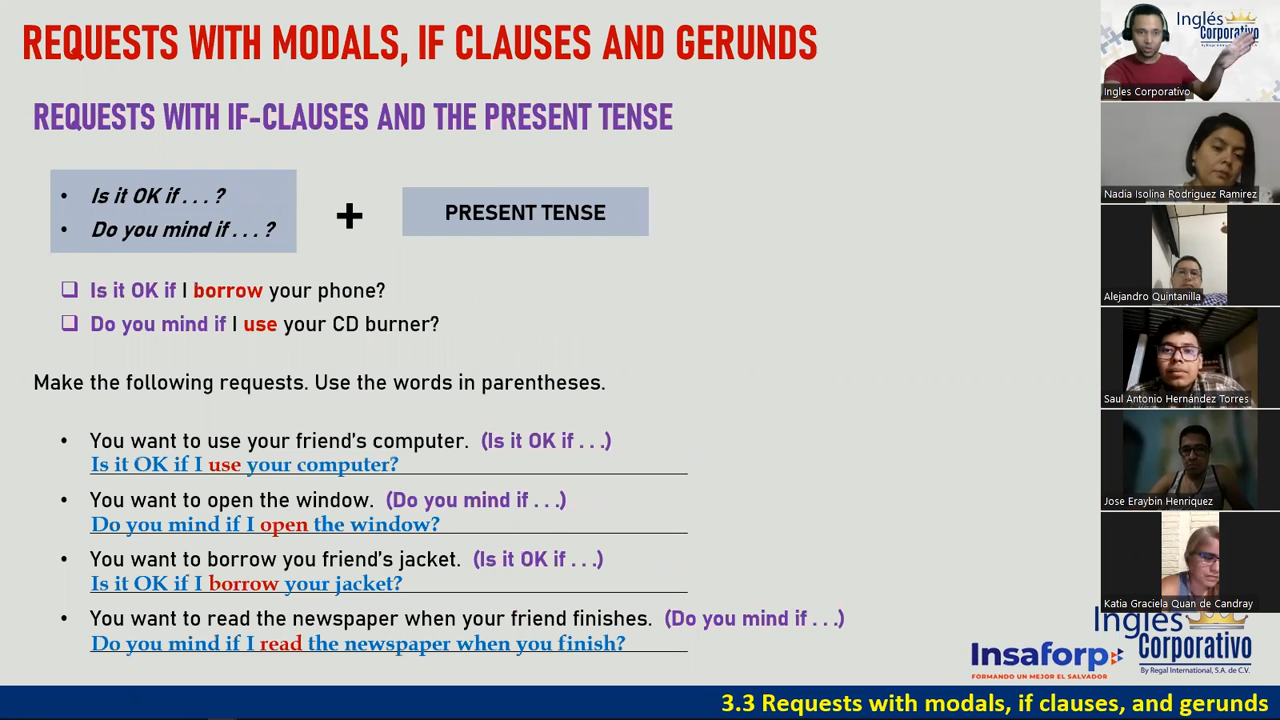 REQUESTS WITH MODALS, IF CLAUSES AND GERUNDS
REQUESTS WITH IF-CLAUSES AND THE PRESENT TENSE
• Is it OK if . . . ?
• Do you mind if . . . ?
+
PRESENT TENSE
❑ Is it OK if I borrow your phone?
❑ Do you mind if I use your CD burner?
Make the following requests. Use the words in parentheses.
• You want to use your friend's computer. (Is it OK if . . .)
Is it OK if I use your computer?
• You want to open the window. (Do you mind if . . .)
Do you mind if I open the window?
• You want to borrow you friend's jacket. (Is it OK if . . .)
Is it OK if I borrow your jacket?
• You want to read the newspaper when your friend finishes. (Do you mind if . . .)
Do you mind if I read the newspaper when you finish?
Inglés
Corporativo
Ingles Corporativo
Nadia Isolina Rodriguez Ramirez
Alejandro Quintanilla
Saul Antonio Hernández Torres
Jose Eraybin Henriquez
Katia Graciela Quan de Candray
Insaforp
FORMANDO UN MEJOR EL SALVADOR
Inglés
Corporativo
By Regal International, S.A. de C.V.
3.3 Requests with modals, if clauses, and gerunds